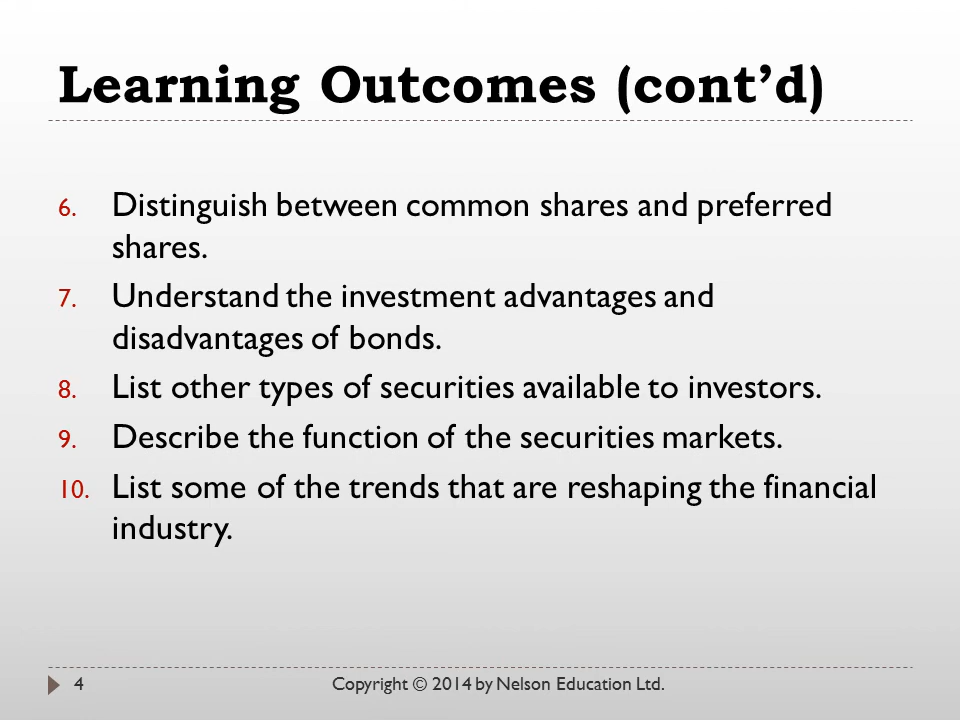 Learning Outcomes (cont’d)
6. Distinguish between common shares and preferred
shares.
7. Understand the investment advantages and
disadvantages of bonds.
8. List other types of securities available to investors.
9. Describe the function of the securities markets.
10. List some of the trends that are reshaping the financial
industry.
4 Copyright © 2014 by Nelson Education Ltd.